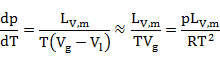 dp/dT = L_{V,m}/T(V_g − V_l) ≈ L_{V,m}/TV_g = pL_{V,m}/RT^2